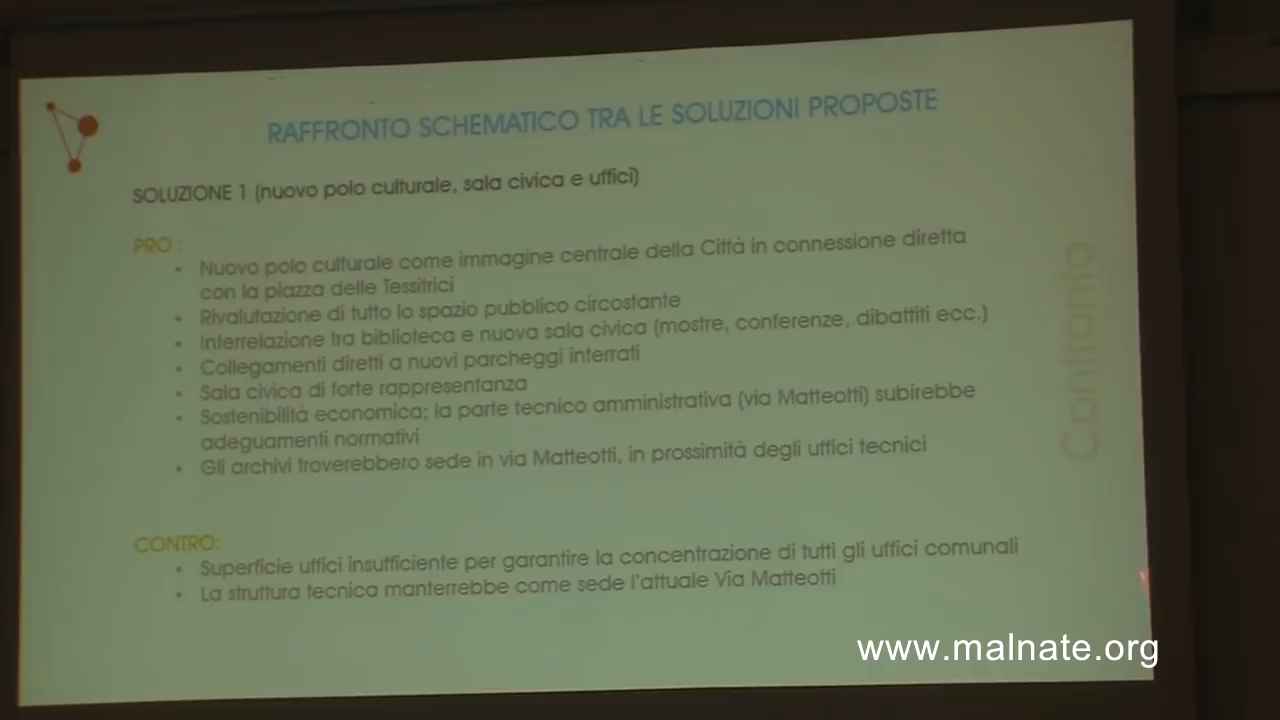 RAFFRONTO SCHEMATICO TRA LE SOLUZIONI PROPOSTE
SOLUZIONE 1 (nuovo polo culturale, sala civica e uffici)
PRO :
• Nuovo polo culturale come immagine centrale della Città in connessione diretta
con la piazza delle Tessitrici
• Rivalutazione di tutto lo spazio pubblico circostante
• Interrelazione tra biblioteca e nuova sala civica (mostre, conferenze, dibattiti ecc.)
• Collegamenti diretti a nuovi parcheggi interrati
• Sala civica di forte rappresentanza
• Sostenibilità economica; la parte tecnico amministrativa (via Matteotti) subirebbe
adeguamenti normativi
• Gli archivi troverebbero sede in via Matteotti, in prossimità degli uffici tecnici
CONTRO:
• Superficie uffici insufficiente per garantire la concentrazione di tutti gli uffici comunali
• La struttura tecnica manterrebbe come sede l'attuale Via Matteotti
Confronto
www.malnate.org